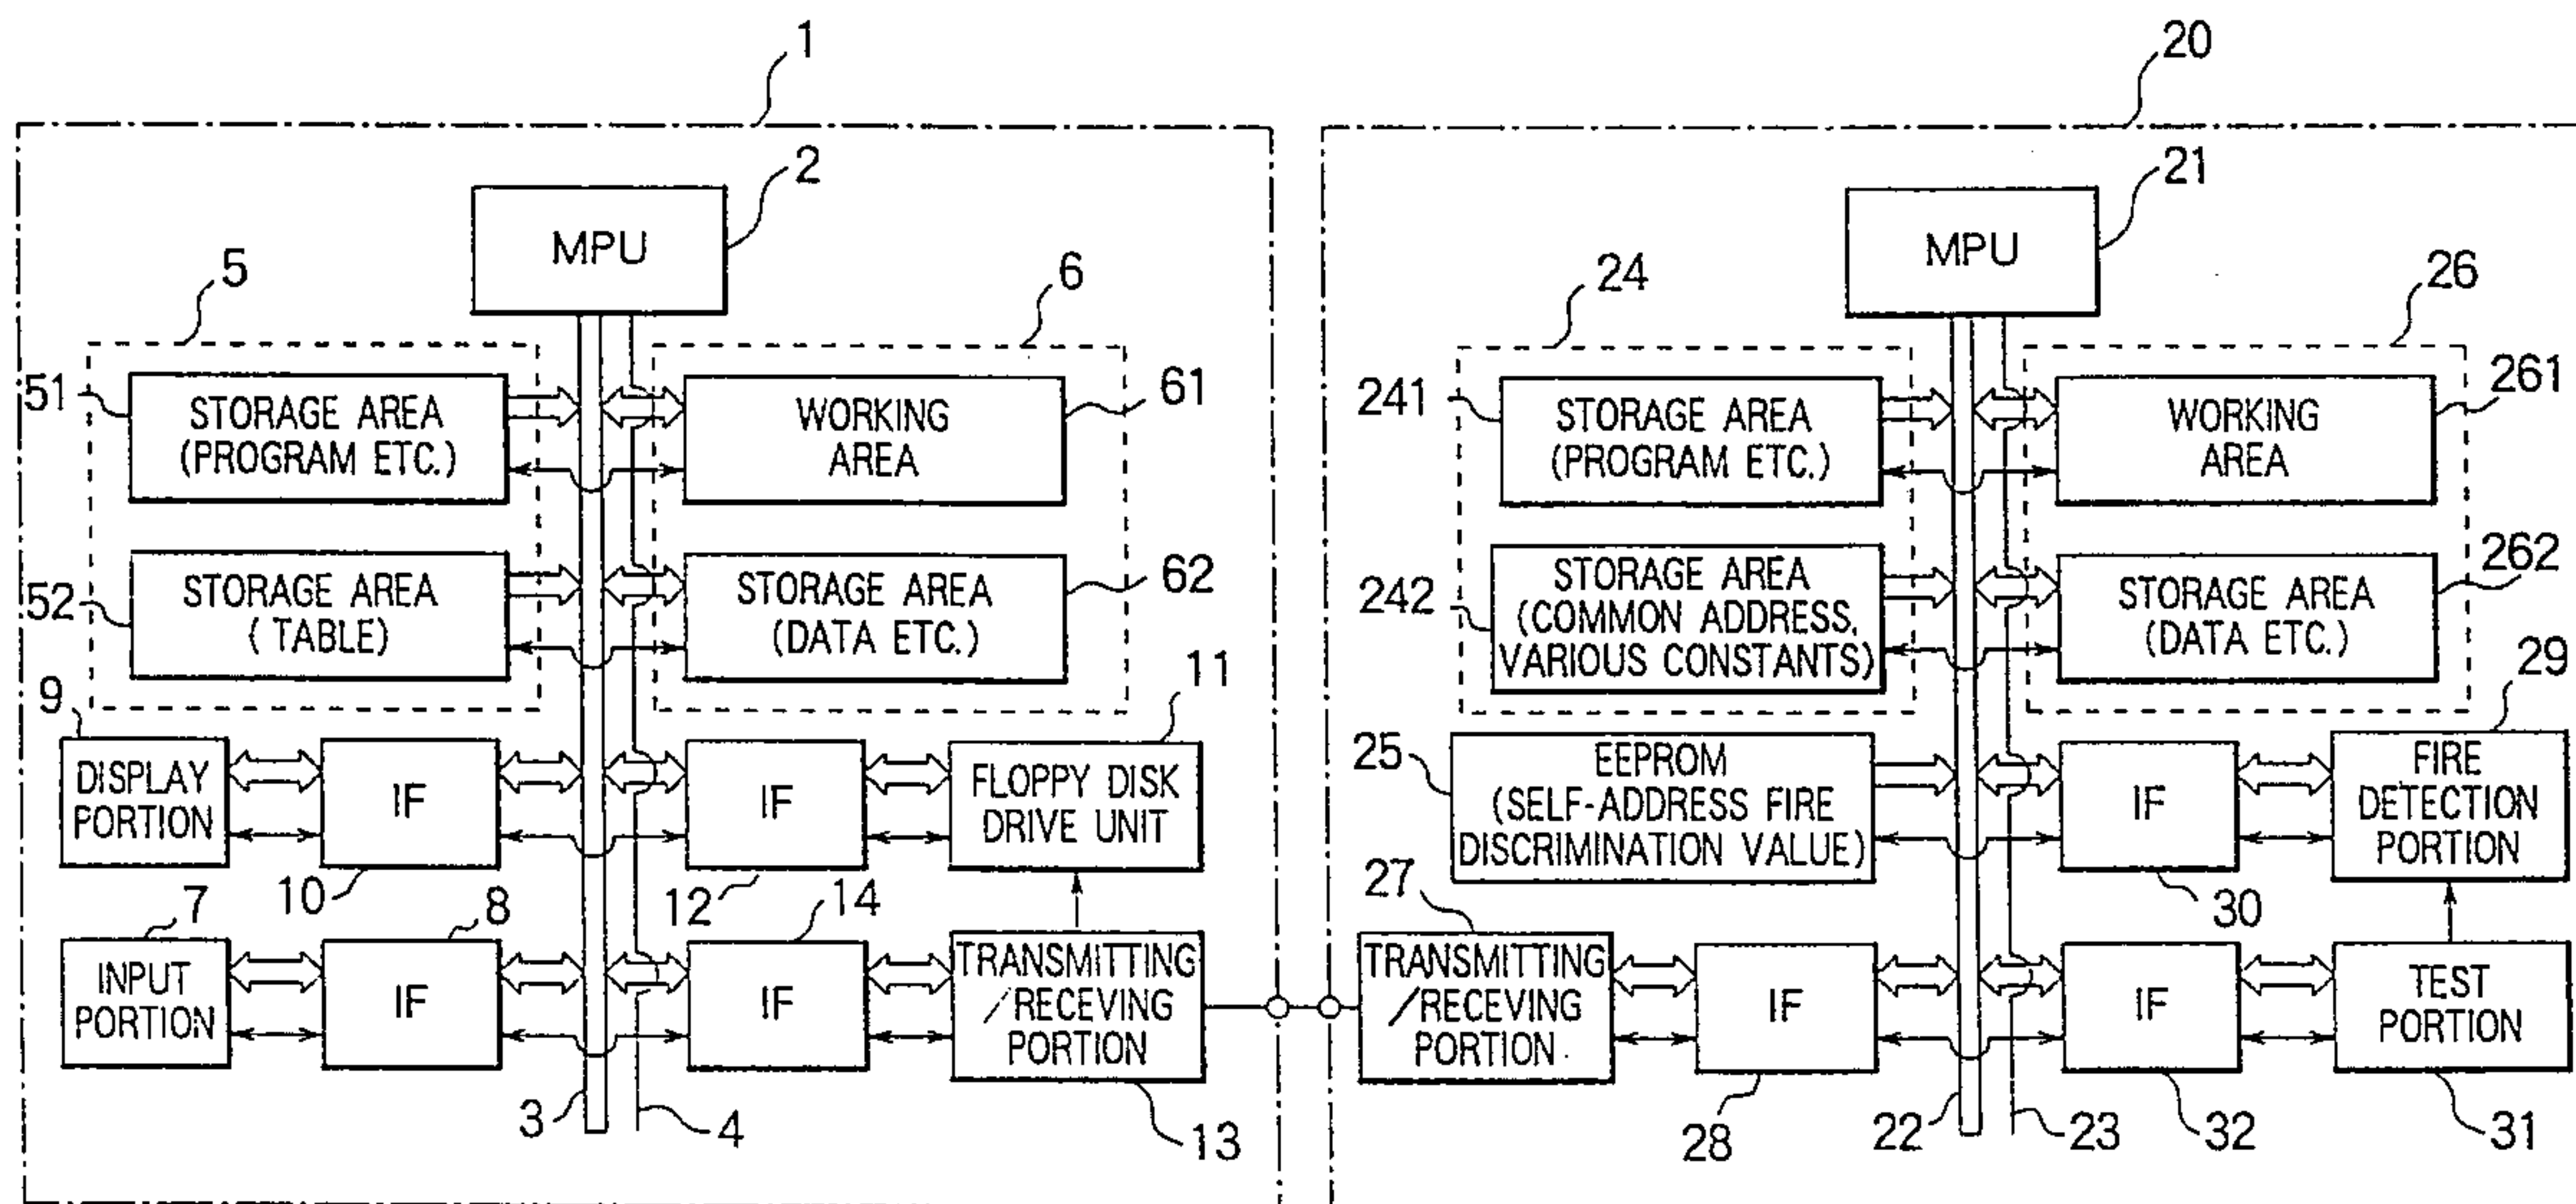 1
20
MPU
2
MPU
21
5
6
24
26
51
STORAGE AREA
(PROGRAM ETC.)
WORKING
AREA
61
241
STORAGE AREA
(PROGRAM ETC.)
WORKING
AREA
261
52
STORAGE AREA
( TABLE)
STORAGE AREA
(DATA ETC.)
62
242
STORAGE AREA
(COMMON ADDRESS,
VARIOUS CONSTANTS)
STORAGE AREA
(DATA ETC.)
262
9
DISPLAY
PORTION
IF
10
IF
12
11
FLOPPY DISK
DRIVE UNIT
25
EEPROM
(SELF-ADDRESS FIRE
DISCRIMINATION VALUE)
IF
30
29
FIRE
DETECTION
PORTION
7
INPUT
PORTION
8
IF
14
IF
TRANSMITTING
/RECEVING
PORTION
13
27
TRANSMITTING
/RECEVING
PORTION
IF
28
IF
32
TEST
PORTION
31
3
4
22
23